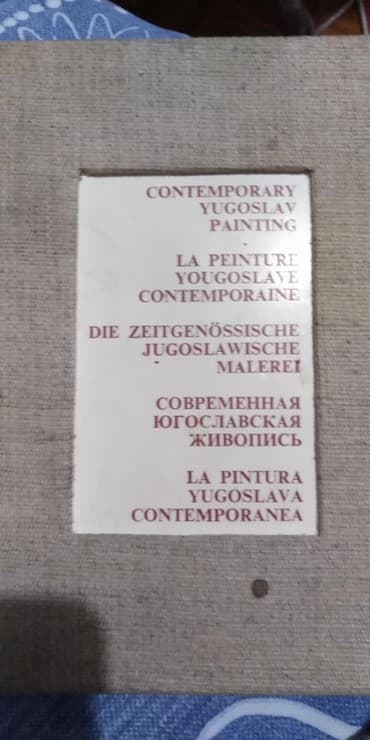 CONTEMPORARY
YUGOSLAV
PAINTING
LA PEINTURE
YOUGOSLAVE
CONTEMPORAINE
DIE ZEITGENÖSSISCHE
JUGOSLAWISCHE
MALEREI
СОВРЕМЕННАЯ
ЮГОСЛАВСКАЯ
ЖИВОПИСЬ
LA PINTURA
YUGOSLAVA
CONTEMPORANEA